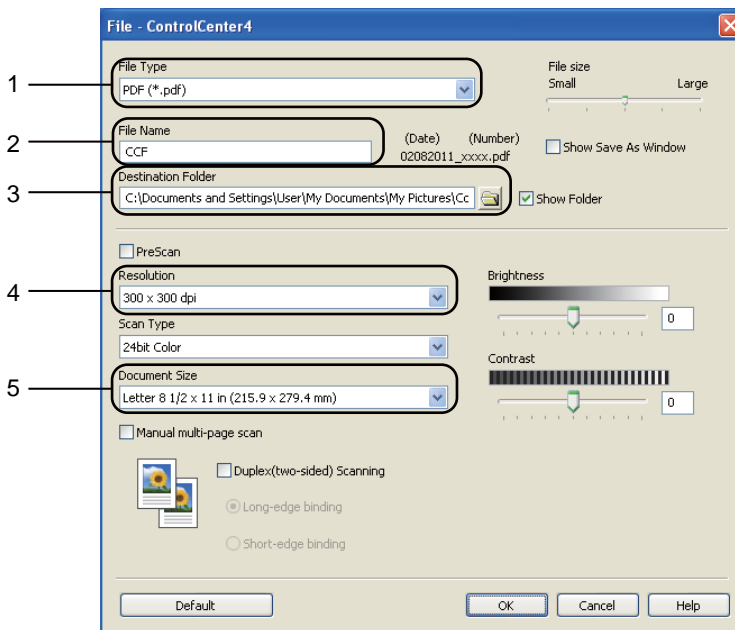 File - ControlCenter4
1
File Type
PDF (*.pdf)
File size
Small Large
2
File Name
CCF
(Date) (Number)
02082011_xxxx.pdf
Show Save As Window
3
Destination Folder
C:\Documents and Settings\User\My Documents\My Pictures\Cc
Show Folder
PreScan
4
Resolution
300 x 300 dpi
Brightness
0
Scan Type
24bit Color
Contrast
0
5
Document Size
Letter 8 1/2 x 11 in (215.9 x 279.4 mm)
Manual multi-page scan
Duplex(two-sided) Scanning
Long-edge binding
Short-edge binding
Default OK Cancel Help